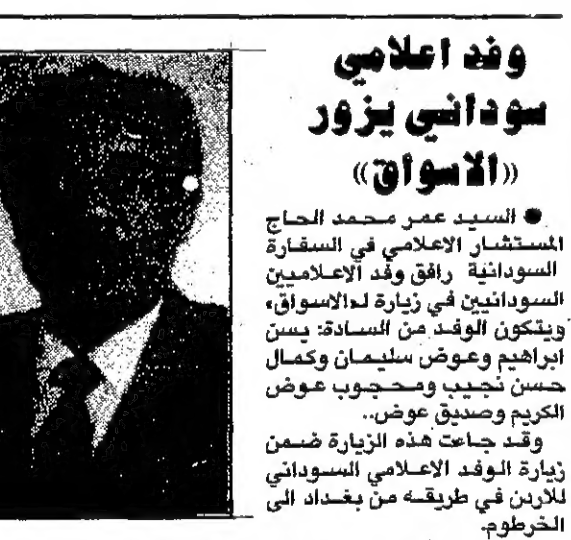 وفد اعلامي
سوداني يزور
«الاسواق»
● السيد عمر محمد الحاج
المستشار الاعلامي في السفارة
السودانية رافق وفد الاعلاميين
السودانيين في زيارة لـ«الاسواق»
ويتكون الوفد من السادة: يسن
ابراهيم وعوض سليمان وكمال
حسن نجيب ومحجوب عوض
الكريم وصديق عوض..
وقد جاءت هذه الزيارة ضمن
زيارة الوفد الاعلامي السوداني
للاردن في طريقه من بغداد الى
الخرطوم.